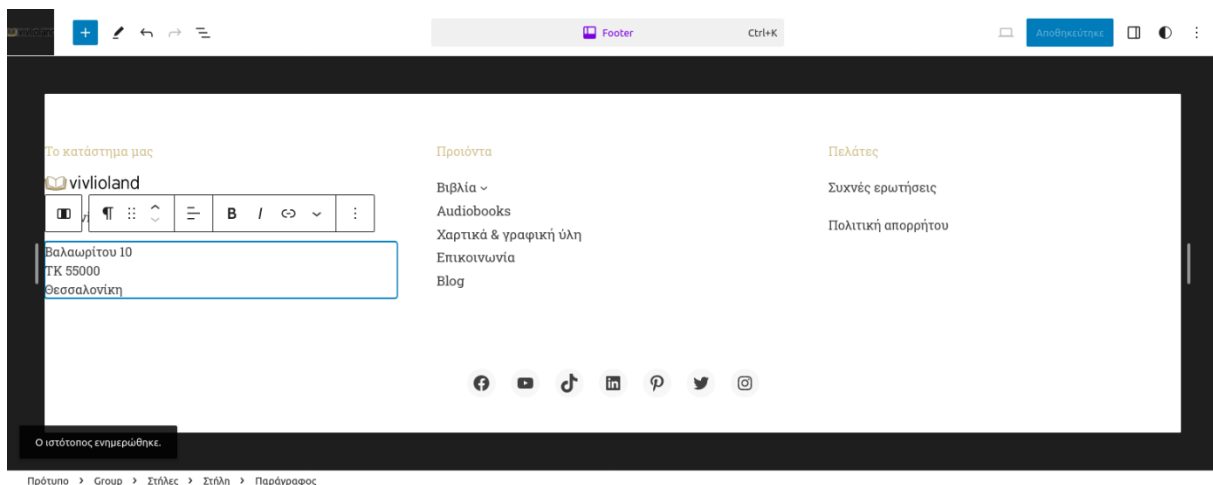 Footer
Ctrl+K
Αποθηκεύτηκε
Το κατάστημα μας
vivlioland
B I
Βαλαωρίτου 10
ΤΚ 55000
Θεσσαλονίκη
Προϊόντα
Βιβλία
Audiobooks
Χαρτικά & γραφική ύλη
Επικοινωνία
Blog
Πελάτες
Συχνές ερωτήσεις
Πολιτική απορρήτου
Ο ιστότοπος ενημερώθηκε.
Πρότυπο > Group > Στήλες > Στήλη > Παράγραφος